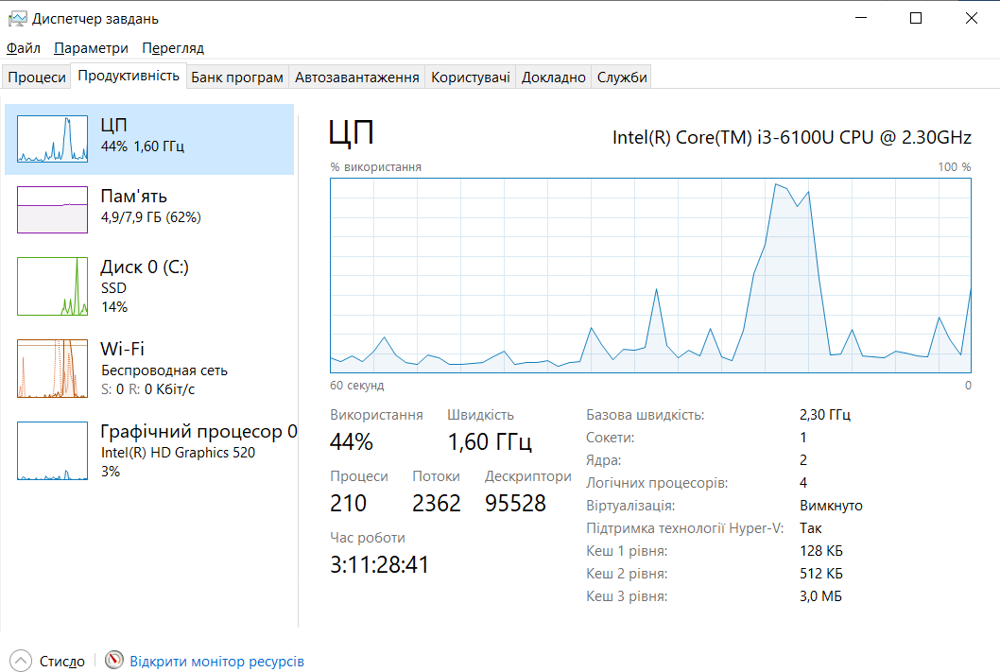 Диспетчер завдань
Файл Параметри Перегляд
Процеси Продуктивність Банк програм Автозавантаження Користувачі Докладно Служби
ЦП
44% 1,60 ГГц
Пам'ять
4,9/7,9 ГБ (62%)
Диск 0 (C:)
SSD
14%
Wi-Fi
Беспроводная сеть
S: 0 R: 0 Кбіт/с
Графічний процесор 0
Intel(R) HD Graphics 520
3%
ЦП Intel(R) Core(TM) i3-6100U CPU @ 2.30GHz
% використання 100 %
60 секунд 0
Використання Швидкість
44% 1,60 ГГц
Процеси Потоки Дескриптори
210 2362 95528
Час роботи
3:11:28:41
Базова швидкість: 2,30 ГГц
Сокети: 1
Ядра: 2
Логічних процесорів: 4
Віртуалізація: Вимкнуто
Підтримка технології Hyper-V: Так
Кеш 1 рівня: 128 КБ
Кеш 2 рівня: 512 КБ
Кеш 3 рівня: 3,0 МБ
Стисло Відкрити монітор ресурсів